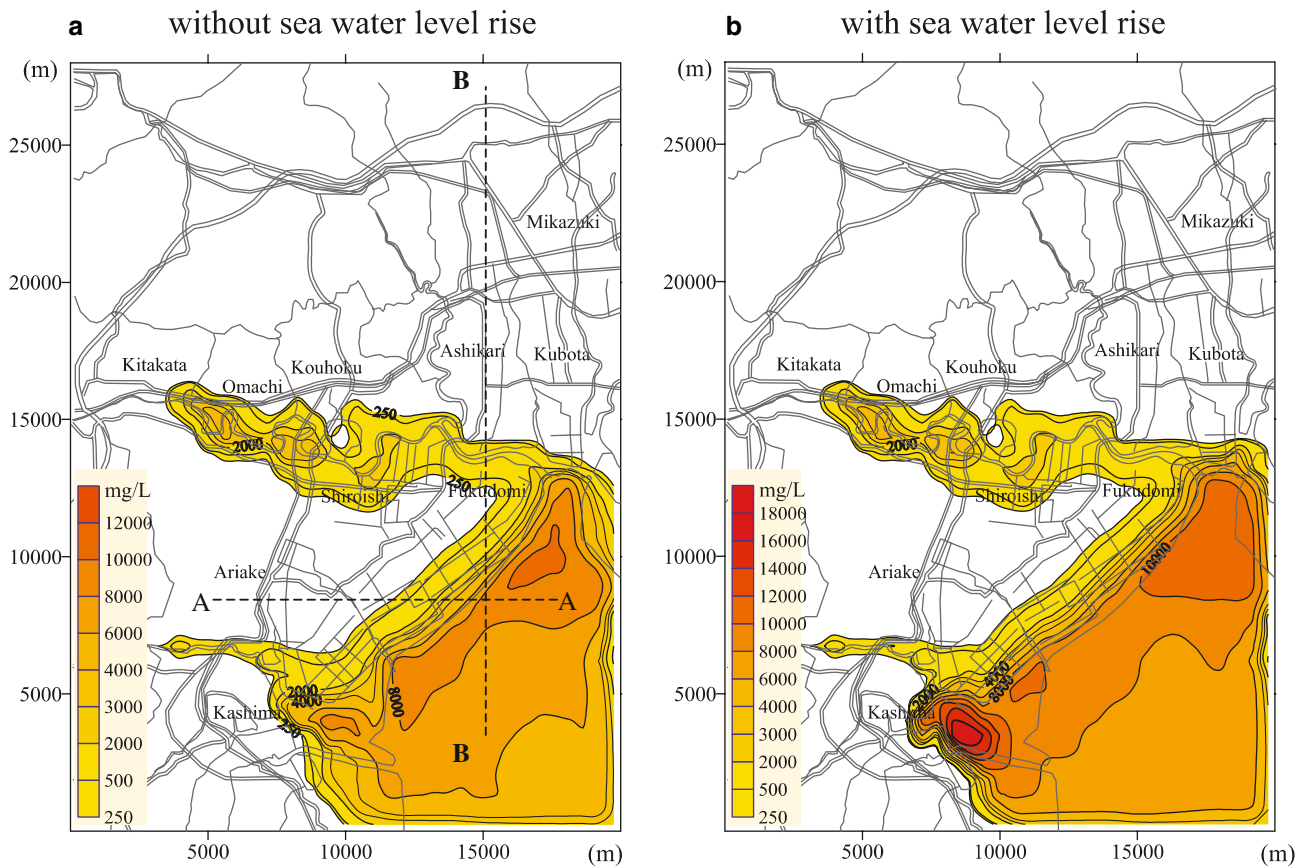 a without sea water level rise
(m)
B
25000
Mikazuki
20000
Ashikari
Kubota
Kitakata
Kouhoku
Omachi
15000
250
2000
250
Shiroishi
Fukudomi
mg/L
12000
10000
8000
6000
4000
3000
2000
500
250
10000
Ariake
A
A
5000
2000
4000
8000
Kashima
250
B
5000
10000
15000
(m)
b with sea water level rise
(m)
25000
Mikazuki
20000
Ashikari
Kubota
Kitakata
Kouhoku
Omachi
15000
2000
Shiroishi
Fukudomi
mg/L
18000
16000
14000
12000
10000
8000
6000
4000
3000
2000
500
250
10000
10000
Ariake
5000
4000
8000
2000
Kashima
5000
10000
15000
(m)